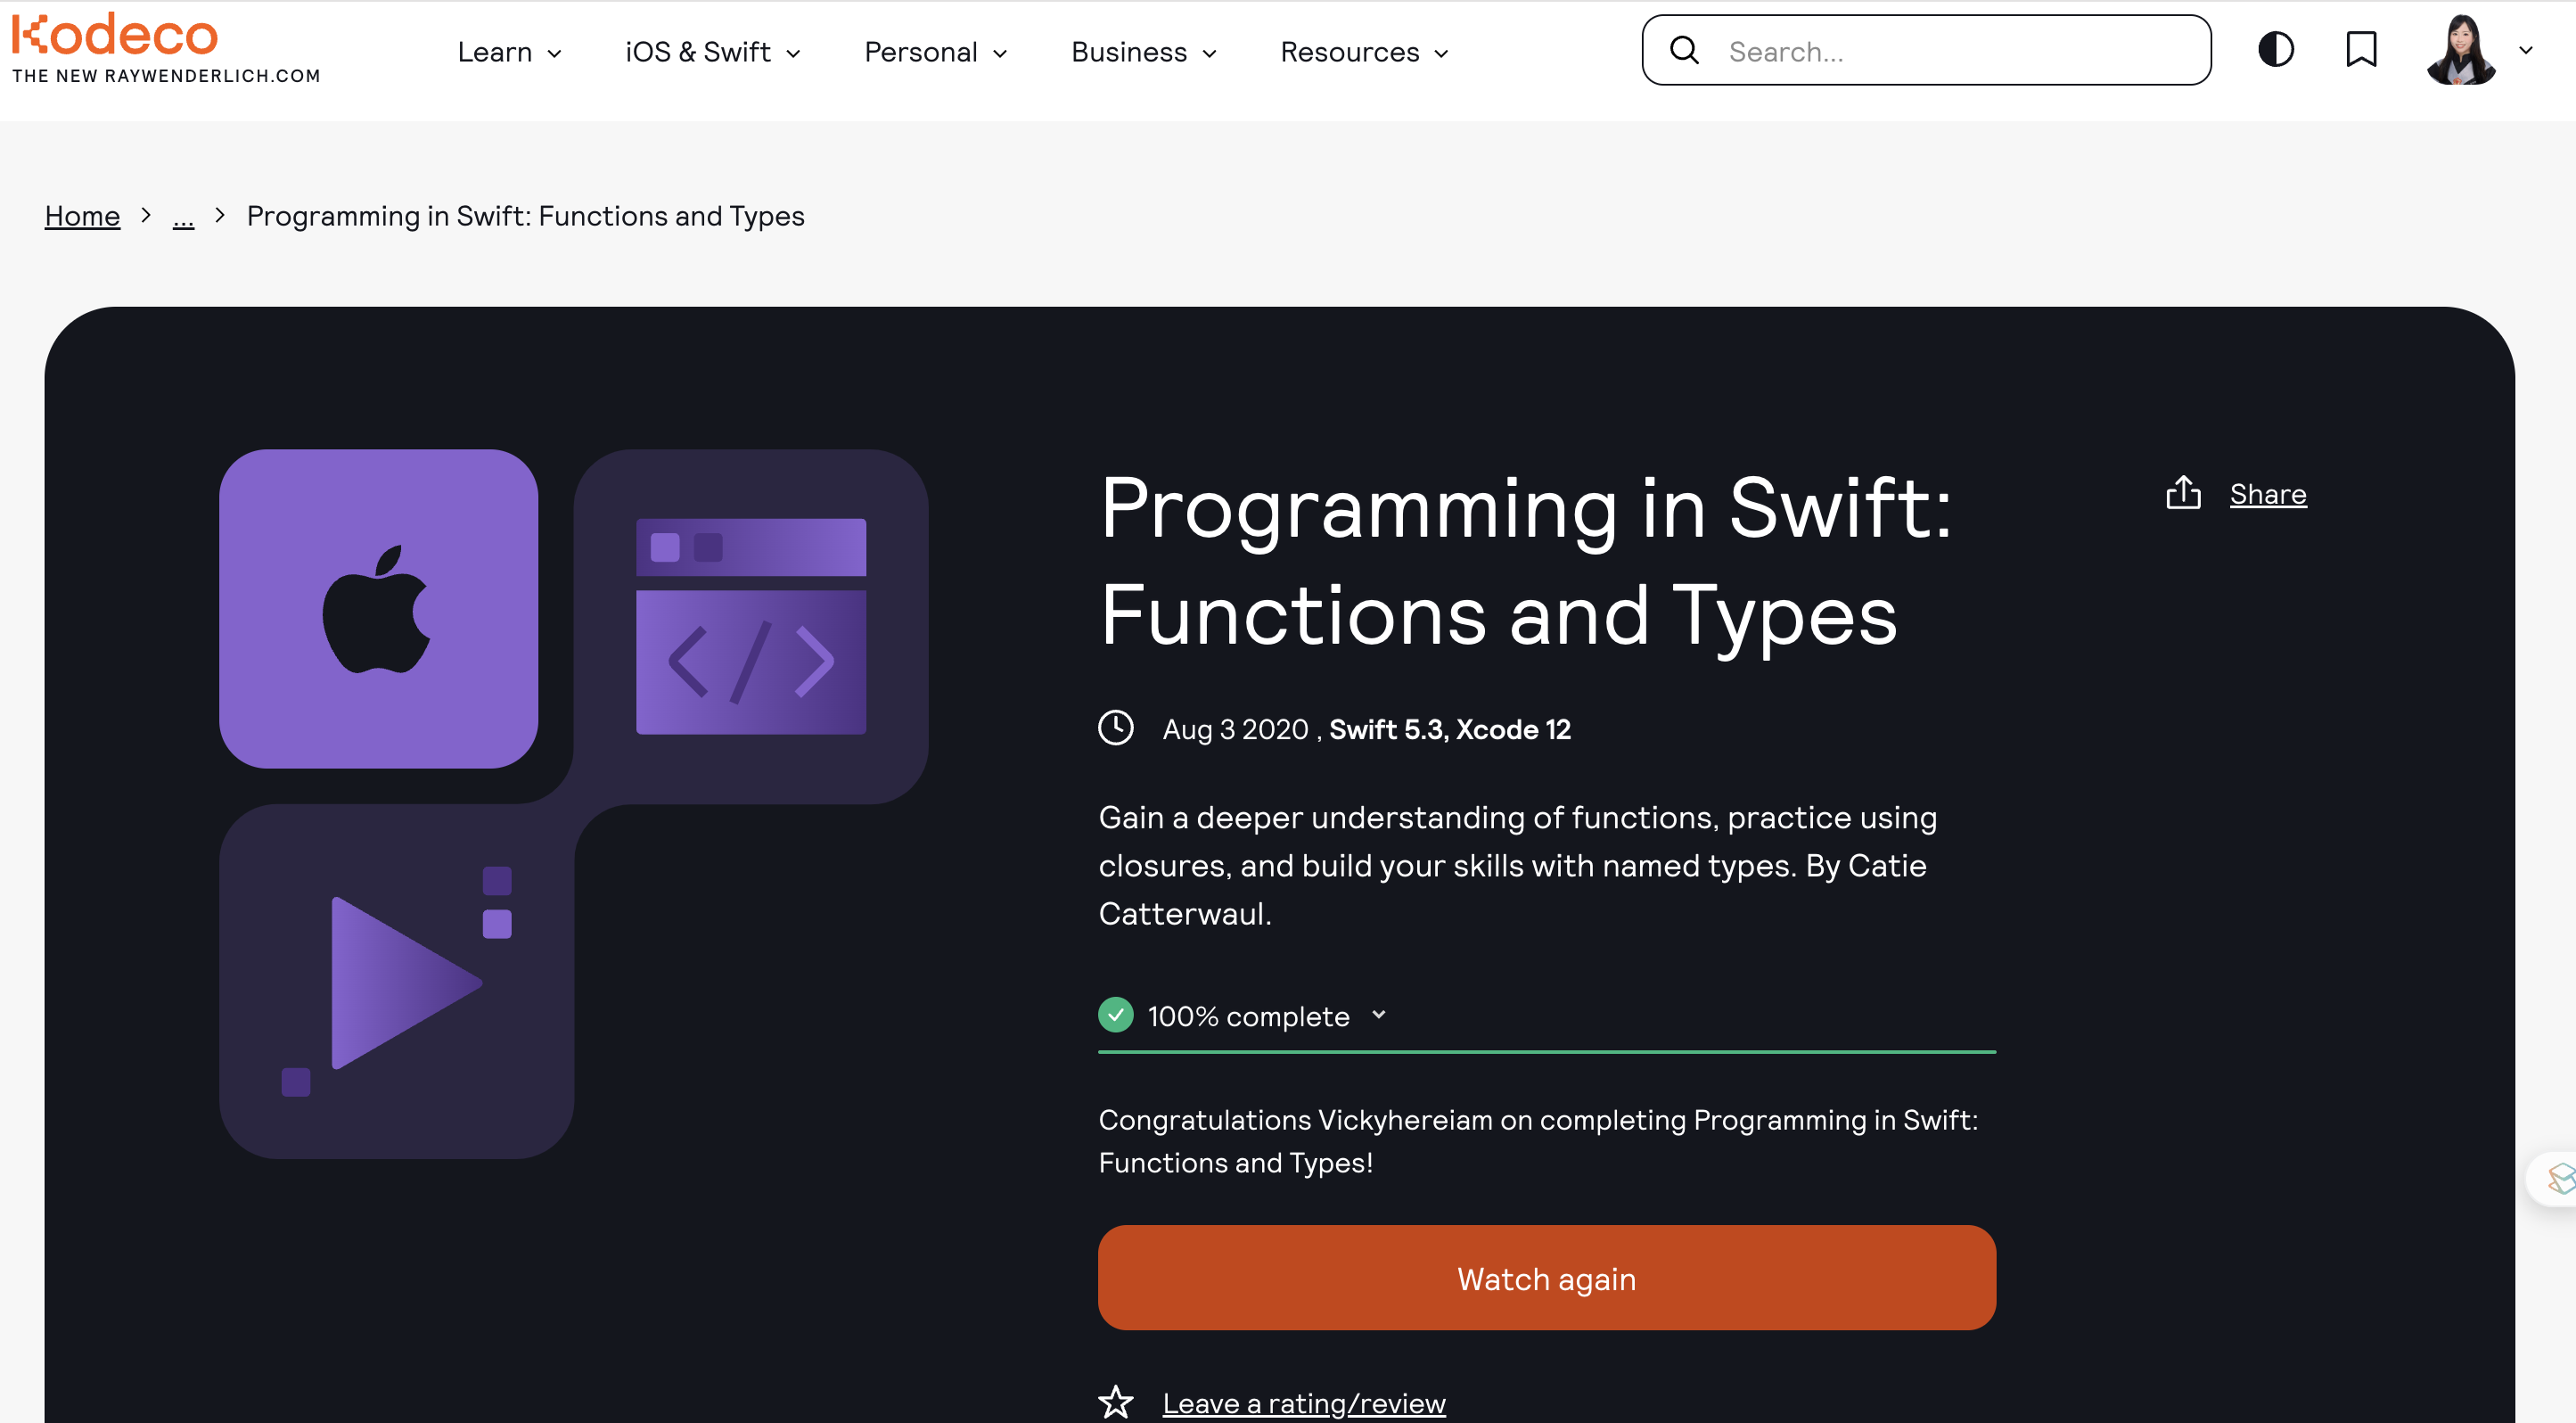 Kodeco
THE NEW RAYWENDERLICH.COM
Learn
iOS & Swift
Personal
Business
Resources
Search...
Home > ... > Programming in Swift: Functions and Types
Programming in Swift:
Functions and Types
Share
Aug 3 2020 , Swift 5.3, Xcode 12
Gain a deeper understanding of functions, practice using
closures, and build your skills with named types. By Catie
Catterwaul.
100% complete
Congratulations Vickyhereiam on completing Programming in Swift:
Functions and Types!
Watch again
Leave a rating/review